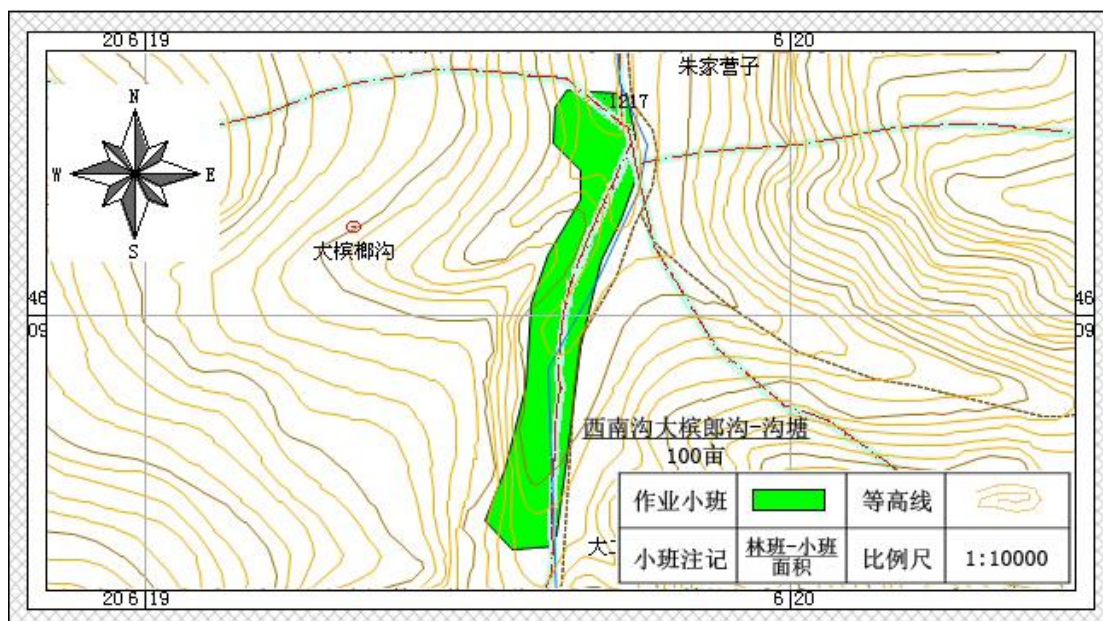 20 6 19
6 20
朱家营子
1217
N
W
E
S
大槟榔沟
46
46
09
09
西南沟大槟郎沟-沟塘
100亩
作业小班
等高线
大
小班注记
林班-小班
面积
比例尺
1:10000
20 6 19
6 20